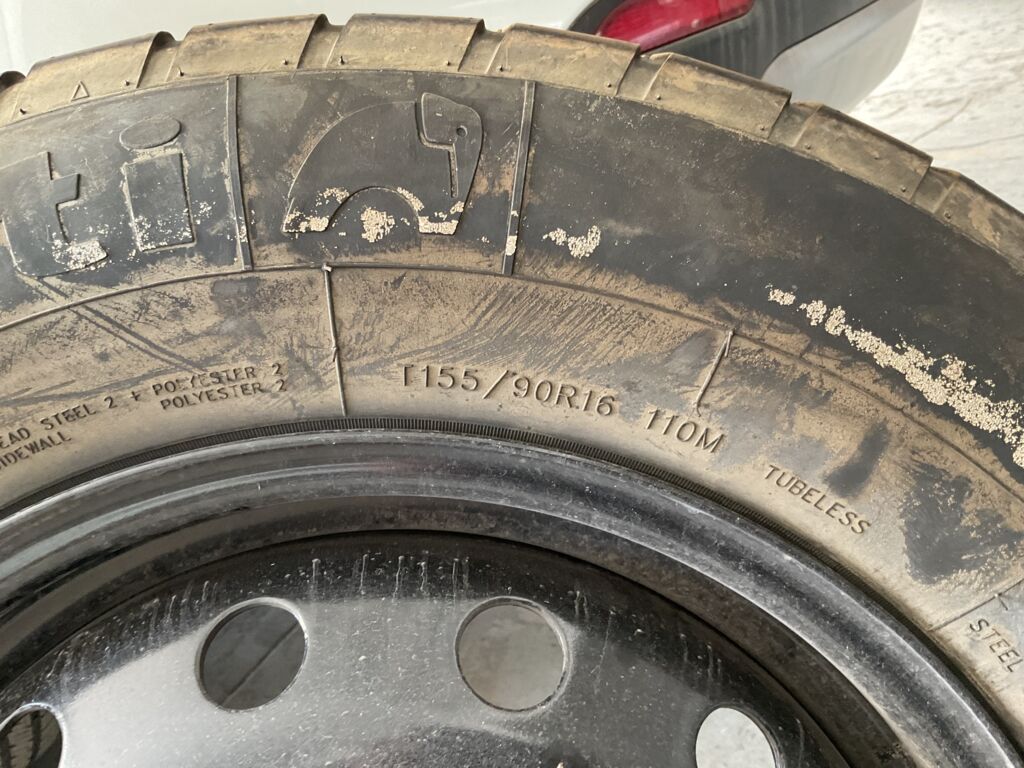 ti
POLYESTER 2
EAD STEEL 2 + POLYESTER 2
IDEWALL
T155/90R16 110M
TUBELESS
STEEL